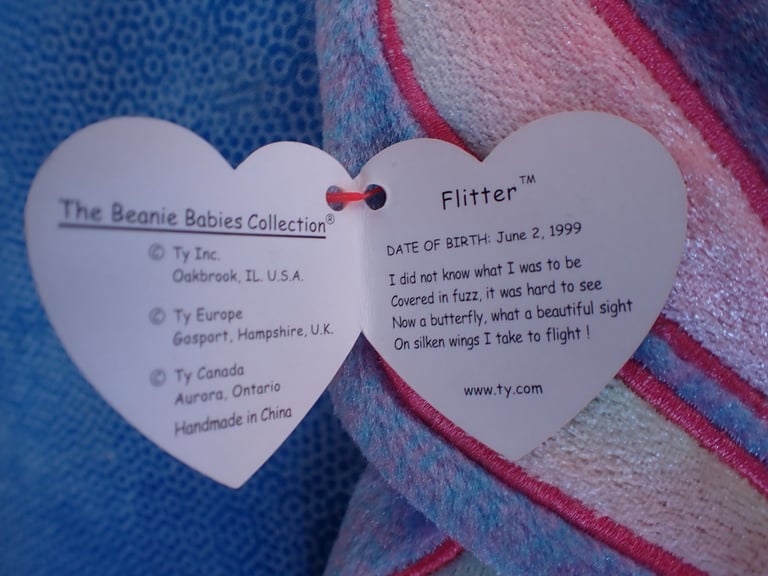 The Beanie Babies Collection®
© Ty Inc.
Oakbrook, IL. U.S.A.
© Ty Europe
Gosport, Hampshire, U.K.
© Ty Canada
Aurora, Ontario
Handmade in China
Flitter™
DATE OF BIRTH: June 2, 1999
I did not know what I was to be
Covered in fuzz, it was hard to see
Now a butterfly, what a beautiful sight
On silken wings I take to flight !
www.ty.com